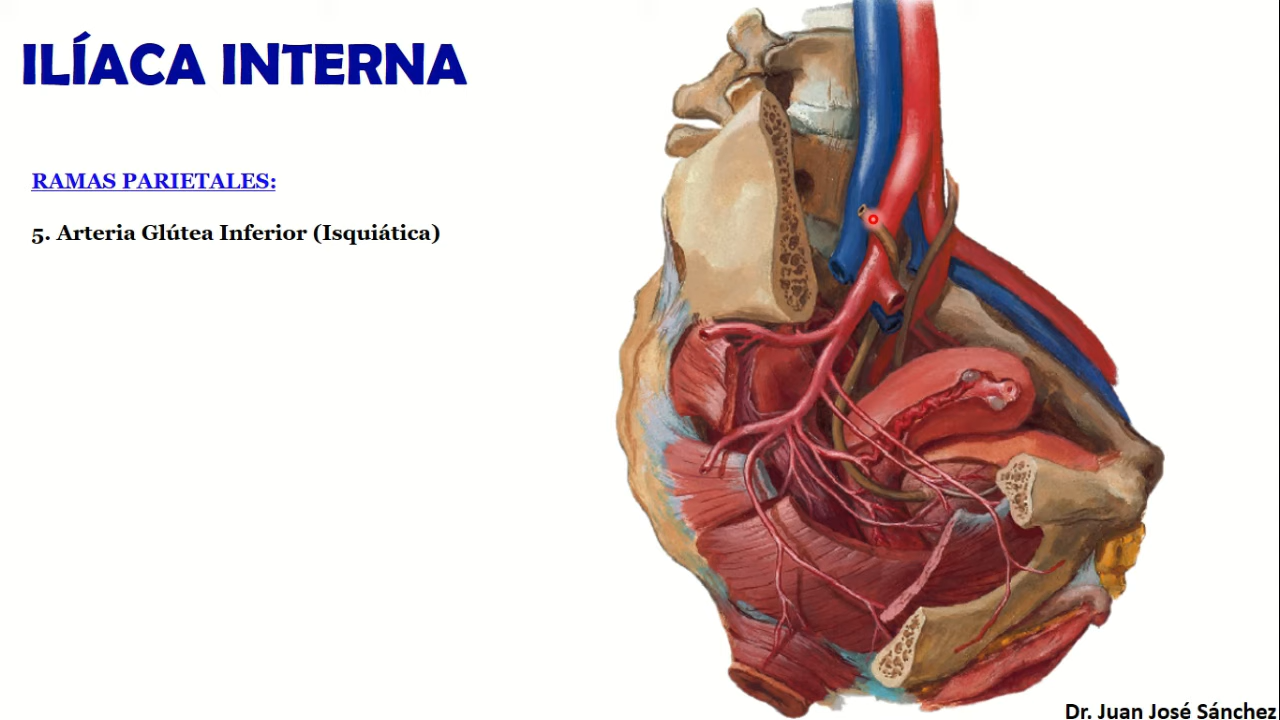 ILÍACA INTERNA
RAMAS PARIETALES:
5. Arteria Glútea Inferior (Isquiática)
Dr. Juan José Sánchez